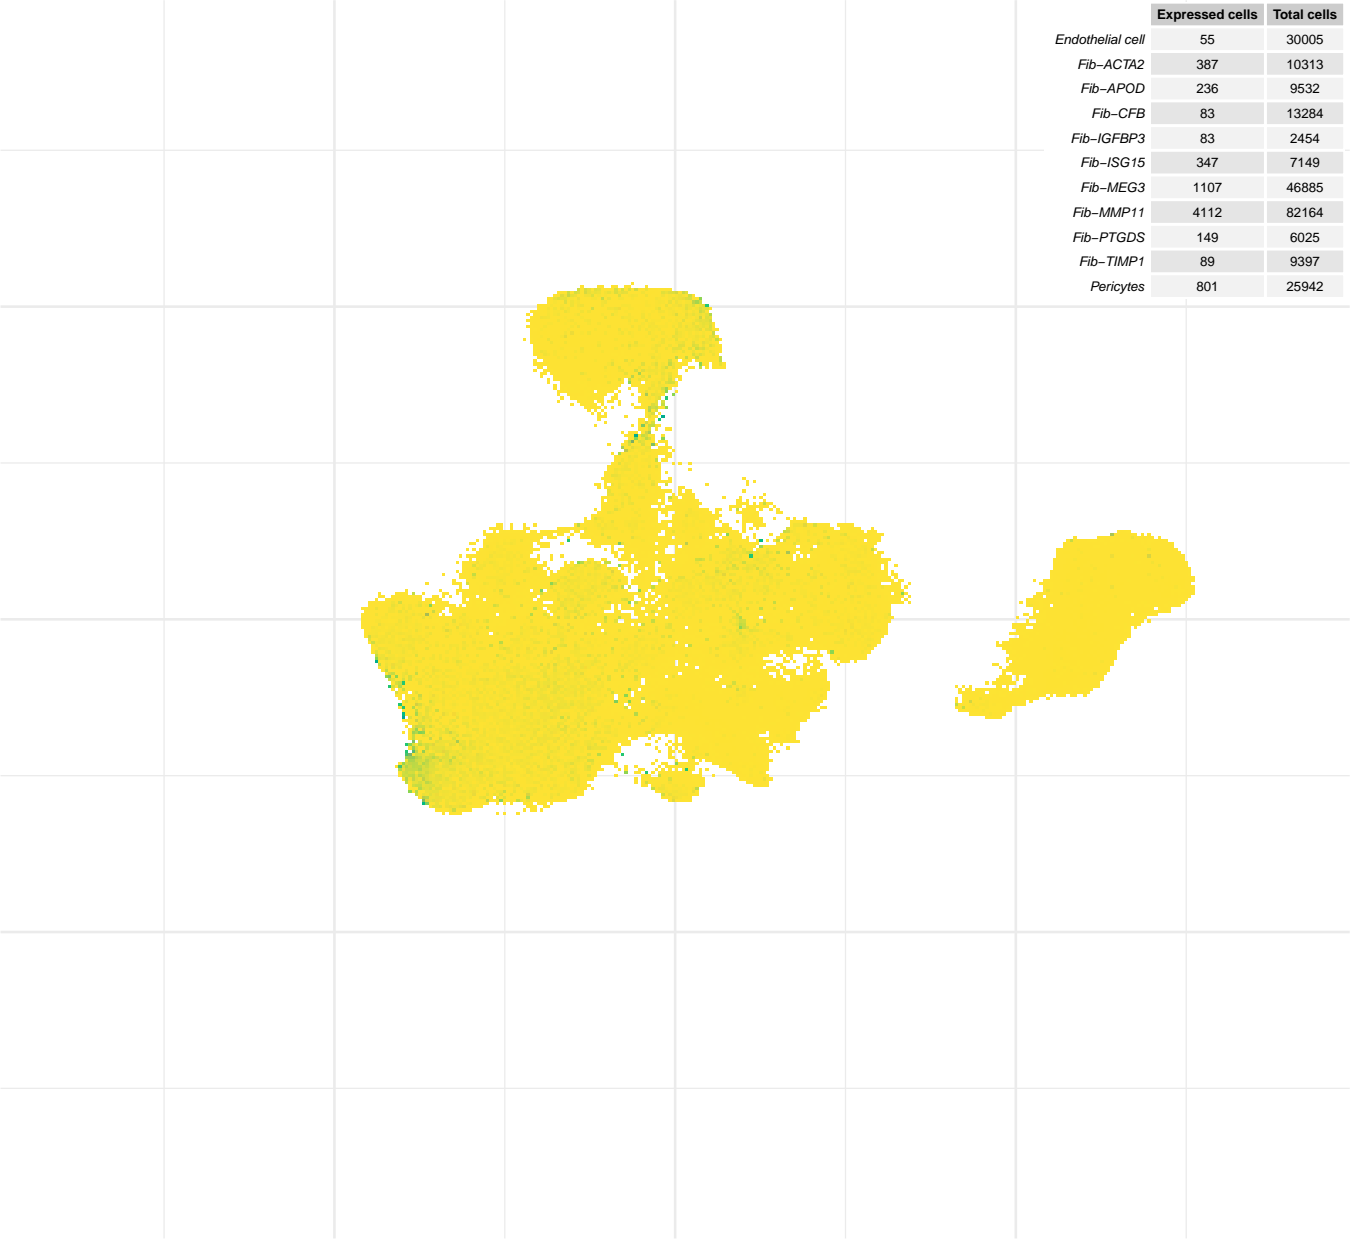 Expressed cells Total cells
Endothelial cell 55 30005
Fib−ACTA2 387 10313
Fib−APOD 236 9532
Fib−CFB 83 13284
Fib−IGFBP3 83 2454
Fib−ISG15 347 7149
Fib−MEG3 1107 46885
Fib−MMP11 4112 82164
Fib−PTGDS 149 6025
Fib−TIMP1 89 9397
Pericytes 801 25942